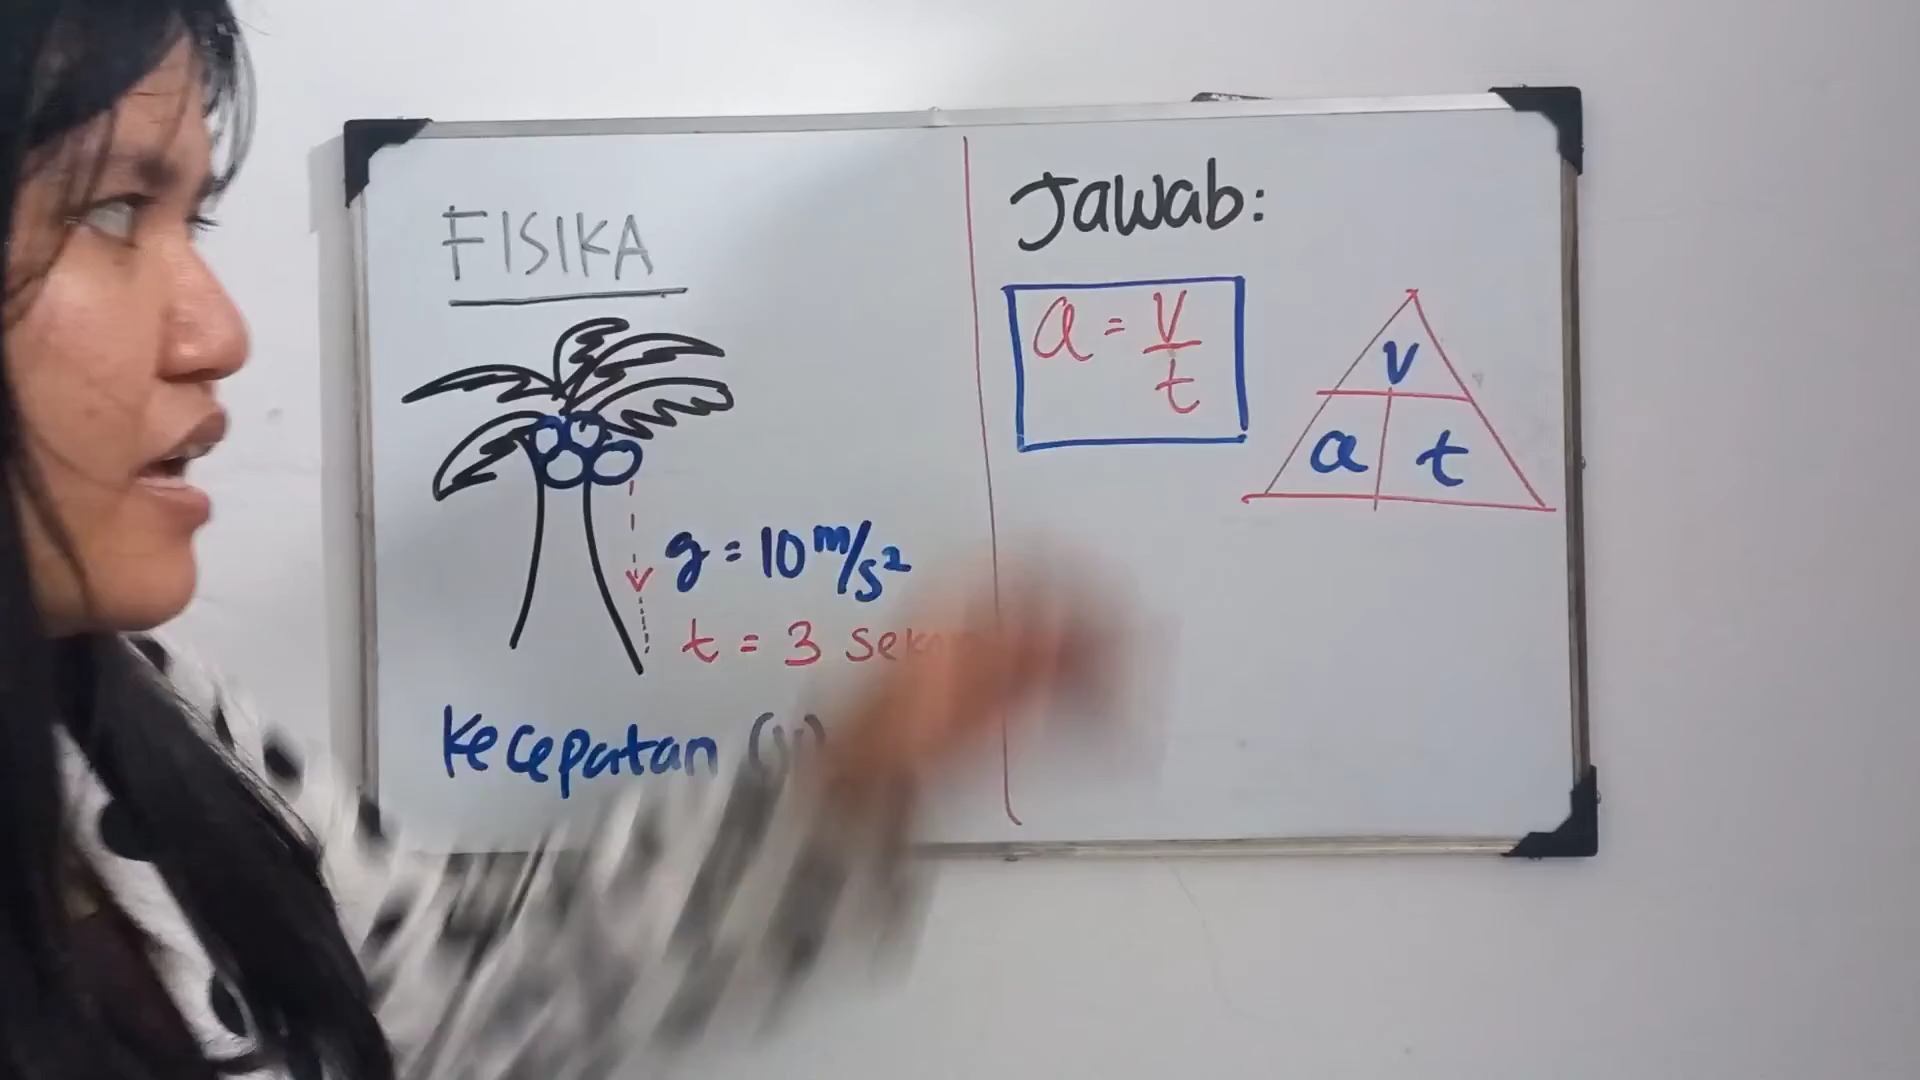 FISIKA
g = 10 m/s²
t = 3
Kecepatan (v)
Jawab:
a = v/t
v
a t